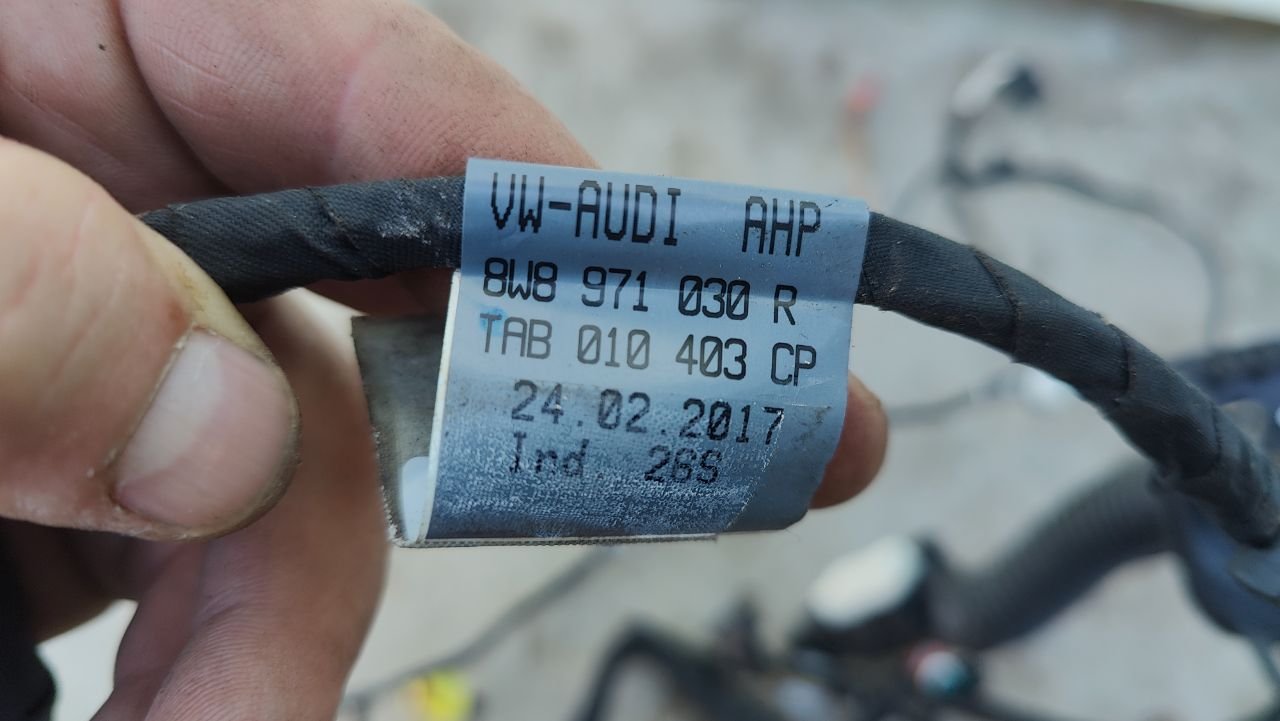 VW-AUDI AHP
8W8 971 030 R
TAB 010 403 CP
24.02.2017
Ind. 26S